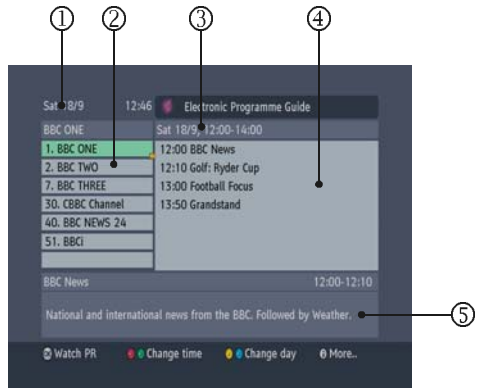 ① ② ③ ④
Sat 18/9 12:46 Electronic Programme Guide
BBC ONE Sat 18/9, 12:00-14:00
1. BBC ONE
2. BBC TWO
7. BBC THREE
30. CBBC Channel
40. BBC NEWS 24
51. BBCi
12:00 BBC News
12:10 Golf: Ryder Cup
13:00 Football Focus
13:50 Grandstand
BBC News 12:00-12:10
National and international news from the BBC. Followed by Weather.
⑤
OK Watch PR Change time Change day i More..